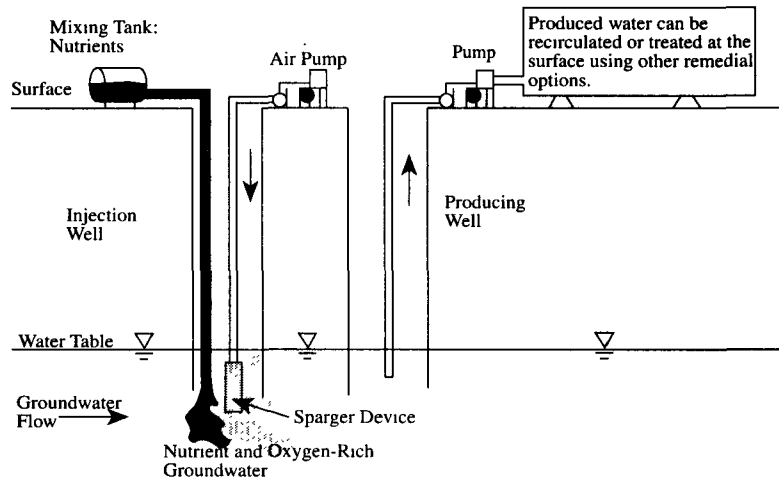 Mixing Tank:
Nutrients
Air Pump
Pump
Produced water can be
recirculated or treated at the
surface using other remedial
options.
Surface
Injection
Well
Producing
Well
Water Table
Groundwater
Flow
Sparger Device
Nutrient and Oxygen-Rich
Groundwater